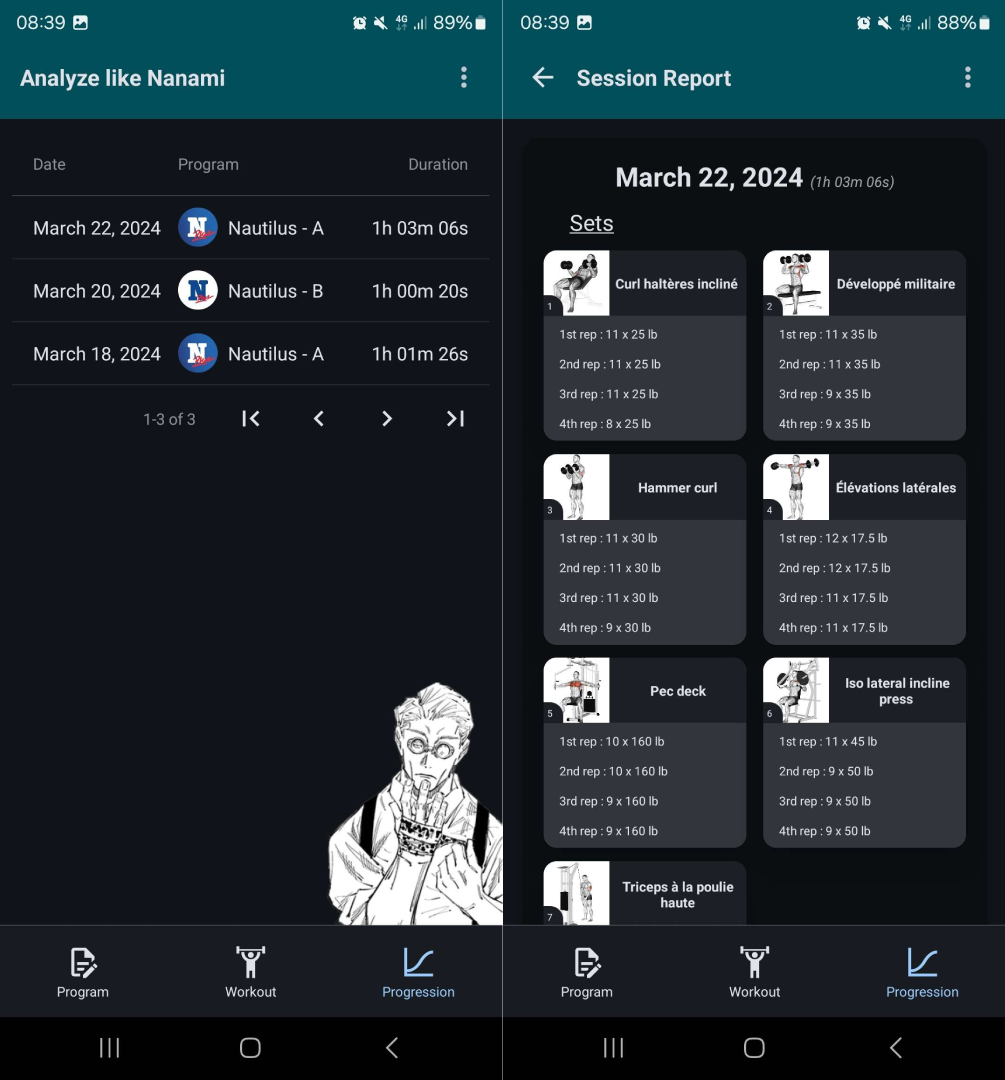 08:39 4G 89%
Analyze like Nanami
Date Program Duration
March 22, 2024 N Nautilus - A 1h 03m 06s
March 20, 2024 N Nautilus - B 1h 00m 20s
March 18, 2024 N Nautilus - A 1h 01m 26s
1-3 of 3
Program Workout Progression
08:39 4G 88%
Session Report
March 22, 2024 (1h 03m 06s)
Sets
1 Curl haltères incliné
1st rep : 11 x 25 lb
2nd rep : 11 x 25 lb
3rd rep : 11 x 25 lb
4th rep : 8 x 25 lb
2 Développé militaire
1st rep : 11 x 35 lb
2nd rep : 11 x 35 lb
3rd rep : 9 x 35 lb
4th rep : 9 x 35 lb
3 Hammer curl
1st rep : 11 x 30 lb
2nd rep : 11 x 30 lb
3rd rep : 11 x 30 lb
4th rep : 9 x 30 lb
4 Élévations latérales
1st rep : 12 x 17.5 lb
2nd rep : 12 x 17.5 lb
3rd rep : 11 x 17.5 lb
4th rep : 11 x 17.5 lb
5 Pec deck
1st rep : 10 x 160 lb
2nd rep : 10 x 160 lb
3rd rep : 9 x 160 lb
4th rep : 9 x 160 lb
6 Iso lateral incline
press
1st rep : 11 x 45 lb
2nd rep : 9 x 50 lb
3rd rep : 9 x 50 lb
4th rep : 9 x 50 lb
7 Triceps à la poulie
haute
Program Workout Progression